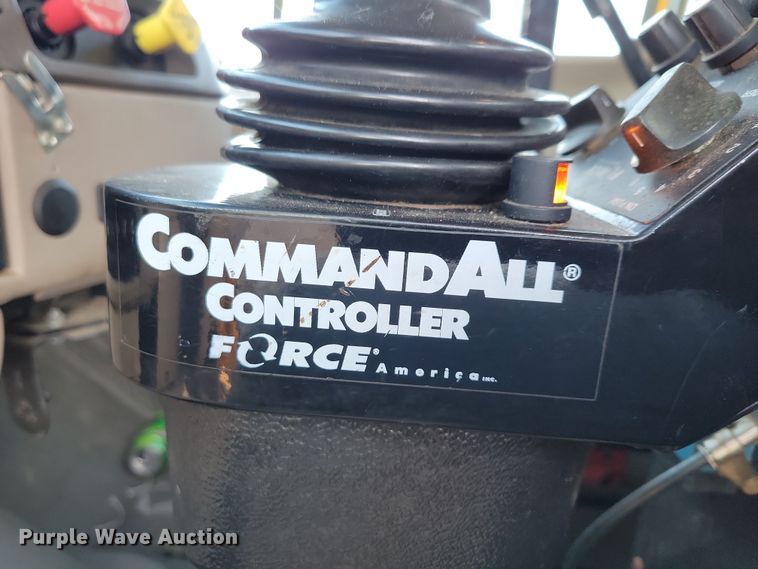 COMMANDALL®
CONTROLLER
FORCE® America INC.
Purple Wave Auction